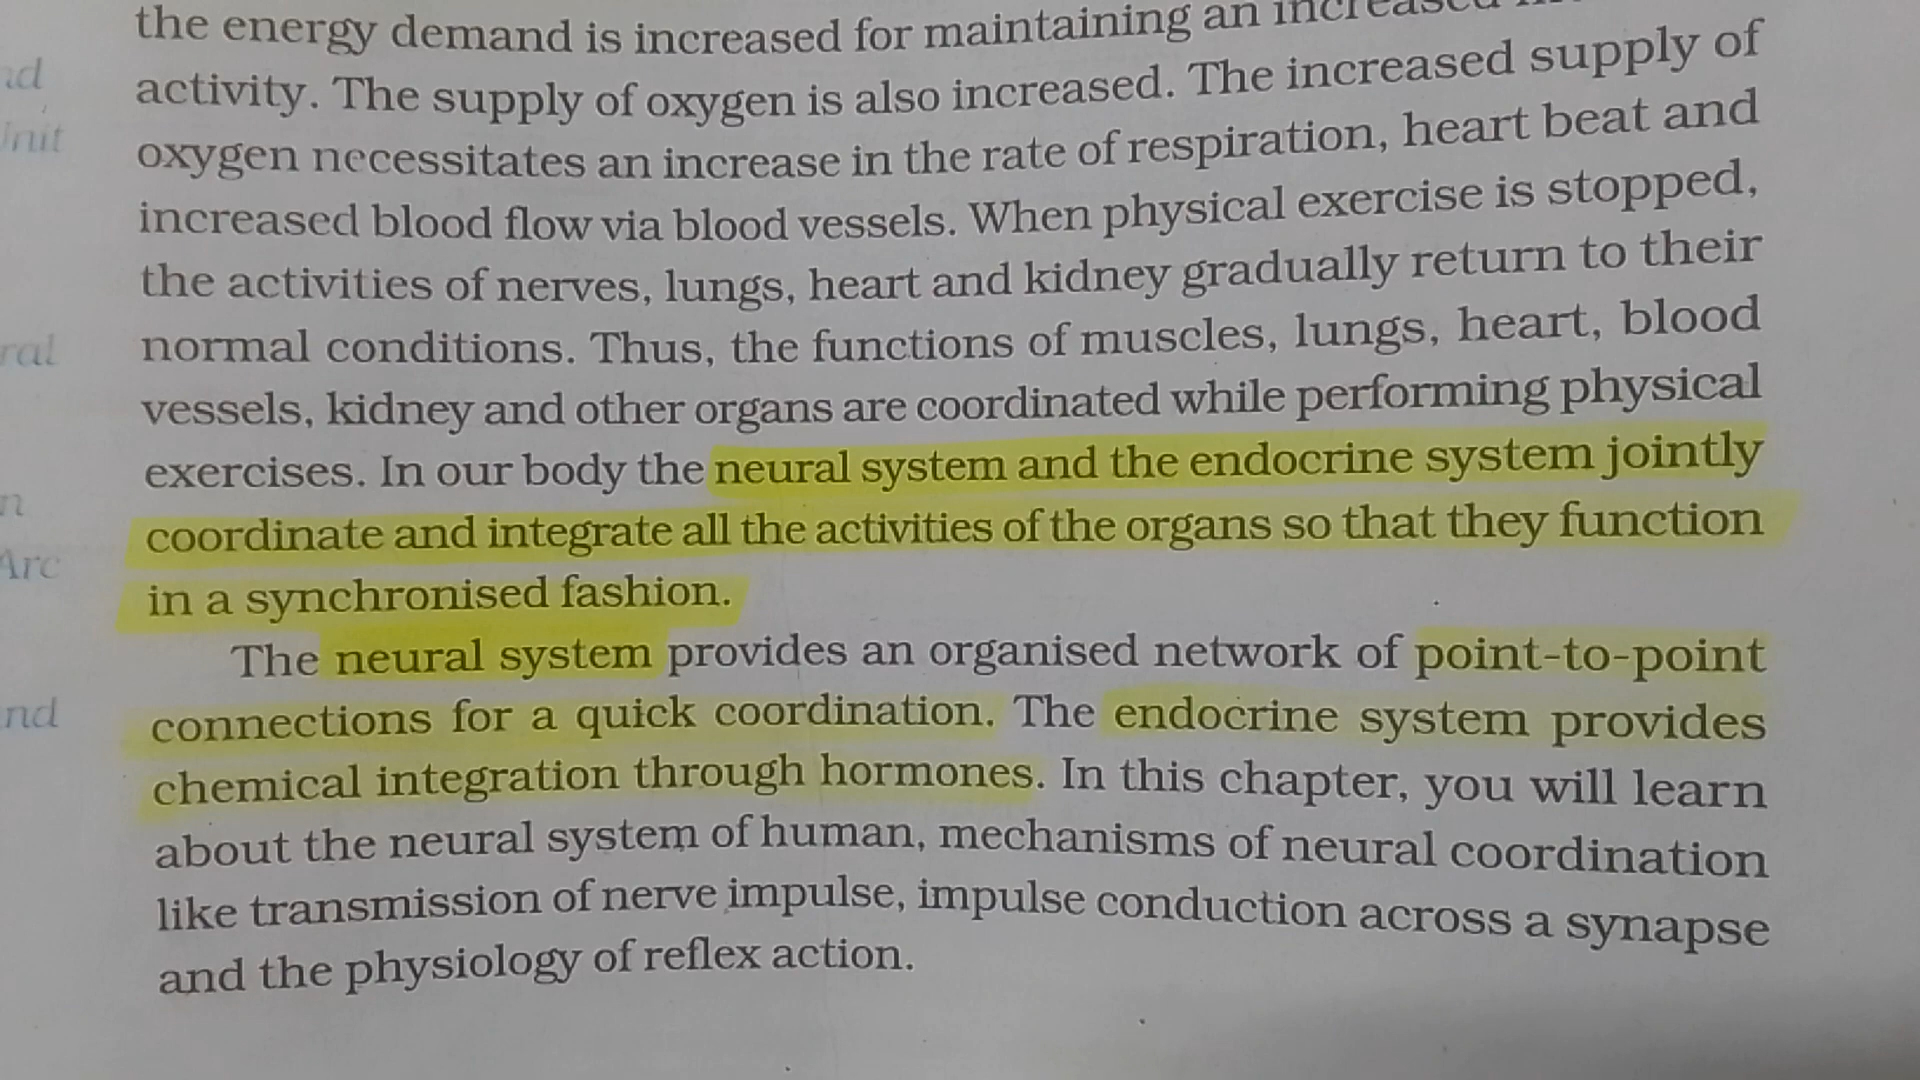 the energy demand is increased for maintaining an increased
activity. The supply of oxygen is also increased. The increased supply of
oxygen necessitates an increase in the rate of respiration, heart beat and
increased blood flow via blood vessels. When physical exercise is stopped,
the activities of nerves, lungs, heart and kidney gradually return to their
normal conditions. Thus, the functions of muscles, lungs, heart, blood
vessels, kidney and other organs are coordinated while performing physical
exercises. In our body the neural system and the endocrine system jointly
coordinate and integrate all the activities of the organs so that they function
in a synchronised fashion.
The neural system provides an organised network of point-to-point
connections for a quick coordination. The endocrine system provides
chemical integration through hormones. In this chapter, you will learn
about the neural system of human, mechanisms of neural coordination
like transmission of nerve impulse, impulse conduction across a synapse
and the physiology of reflex action.
nd
Unit
ral
n
Arc
nd